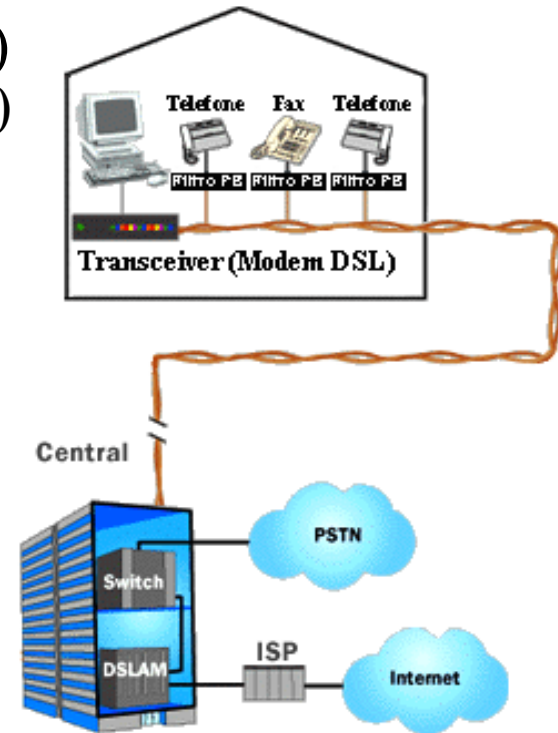 )
)
Telefone Fax Telefone
Filtro PB Filtro PB Filtro PB
Transceiver (Modem DSL)
Central
PSTN
Switch
ISP
DSLAM
Internet